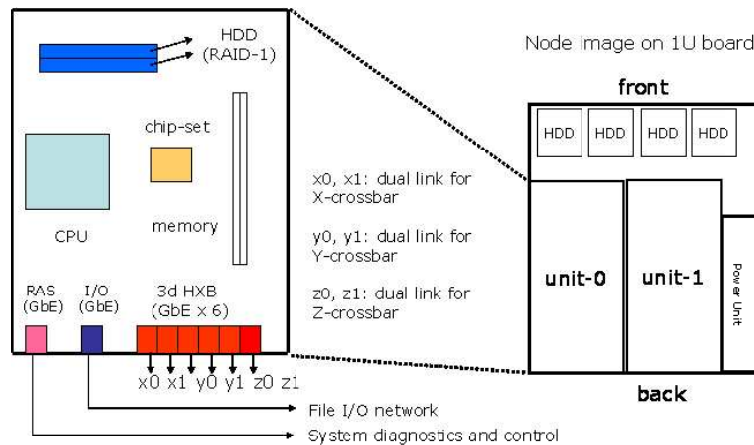 HDD
(RAID-1)
Node image on 1U board
front
HDD HDD HDD HDD
chip-set
CPU
memory
x0, x1: dual link for
X-crossbar
y0, y1: dual link for
Y-crossbar
z0, z1: dual link for
Z-crossbar
unit-0
unit-1
Power Unit
RAS
(GbE)
I/O
(GbE)
3d HXB
(GbE x 6)
x0 x1 y0 y1 z0 z1
back
File I/O network
System diagnostics and control